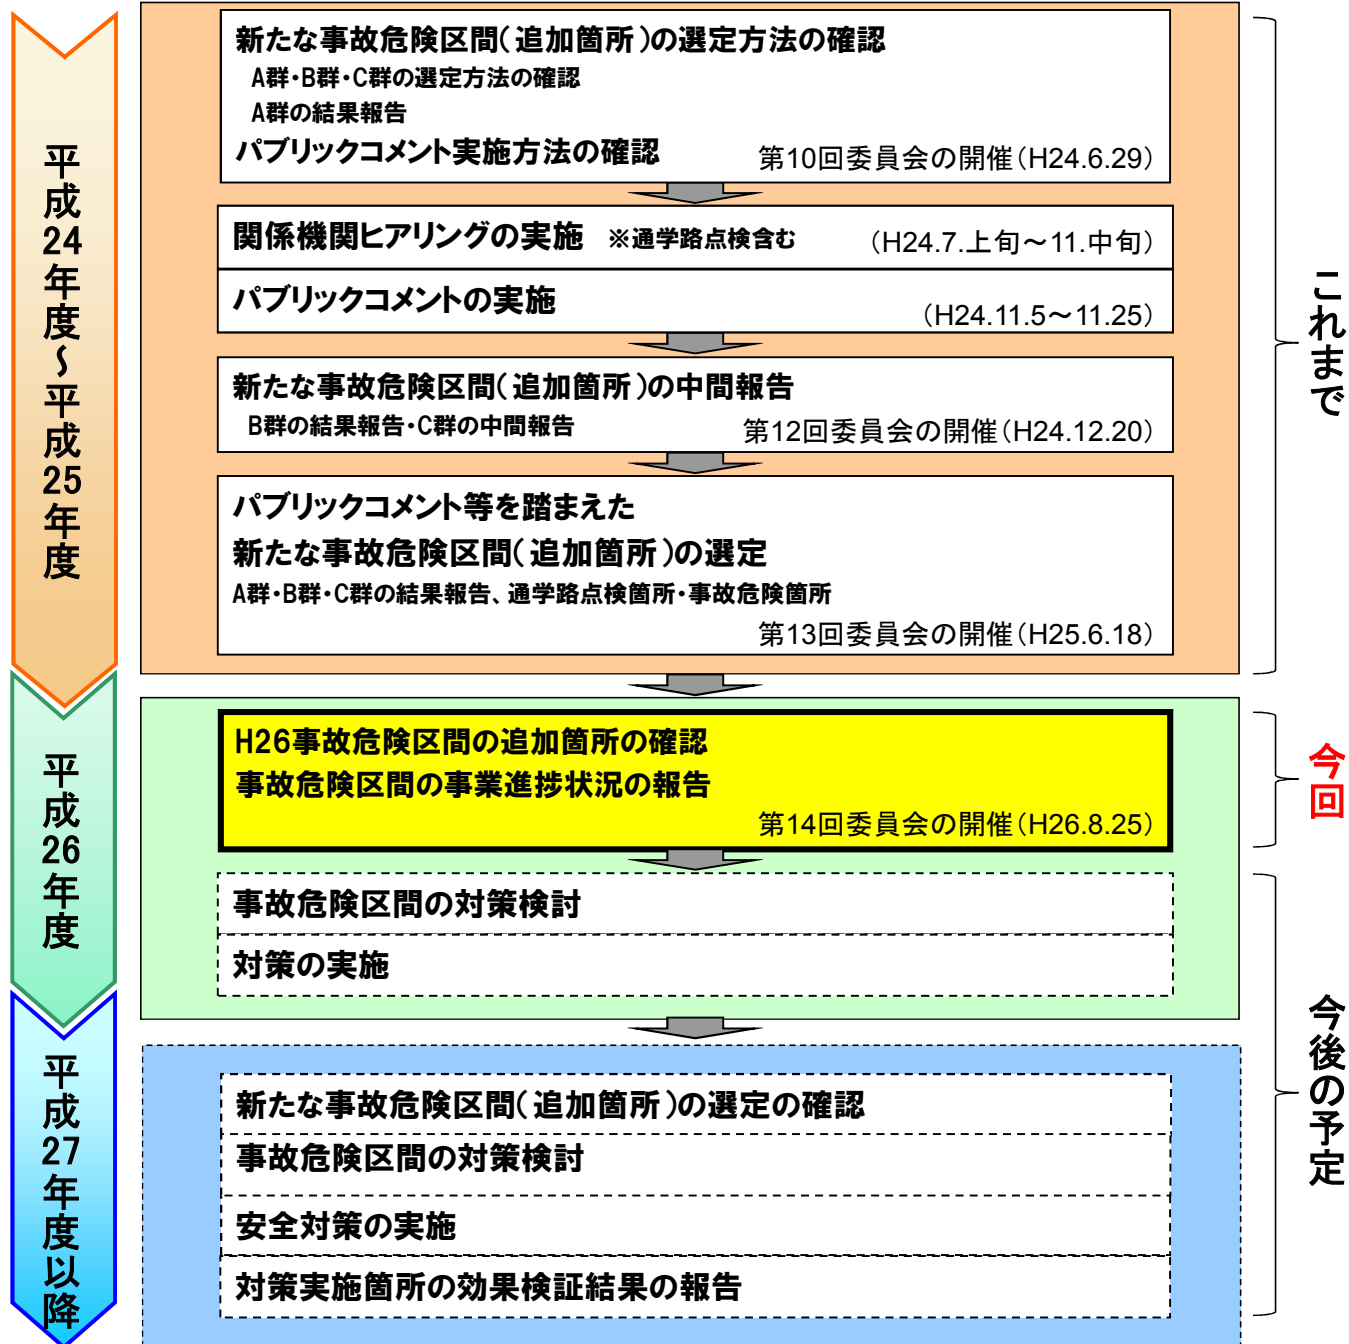 平成24年度～平成25年度
新たな事故危険区間（追加箇所）の選定方法の確認
A群・B群・C群の選定方法の確認
A群の結果報告
パブリックコメント実施方法の確認 第10回委員会の開催（H24.6.29）
関係機関ヒアリングの実施 ※通学路点検含む （H24.7.上旬～11.中旬）
パブリックコメントの実施 （H24.11.5～11.25）
新たな事故危険区間（追加箇所）の中間報告
B群の結果報告・C群の中間報告 第12回委員会の開催（H24.12.20）
パブリックコメント等を踏まえた
新たな事故危険区間（追加箇所）の選定
A群・B群・C群の結果報告、通学路点検箇所・事故危険箇所
第13回委員会の開催（H25.6.18）
これまで
平成26年度
H26事故危険区間の追加箇所の確認
事故危険区間の事業進捗状況の報告
第14回委員会の開催（H26.8.25）
今回
事故危険区間の対策検討
対策の実施
平成27年度以降
新たな事故危険区間（追加箇所）の選定の確認
事故危険区間の対策検討
安全対策の実施
対策実施箇所の効果検証結果の報告
今後の予定